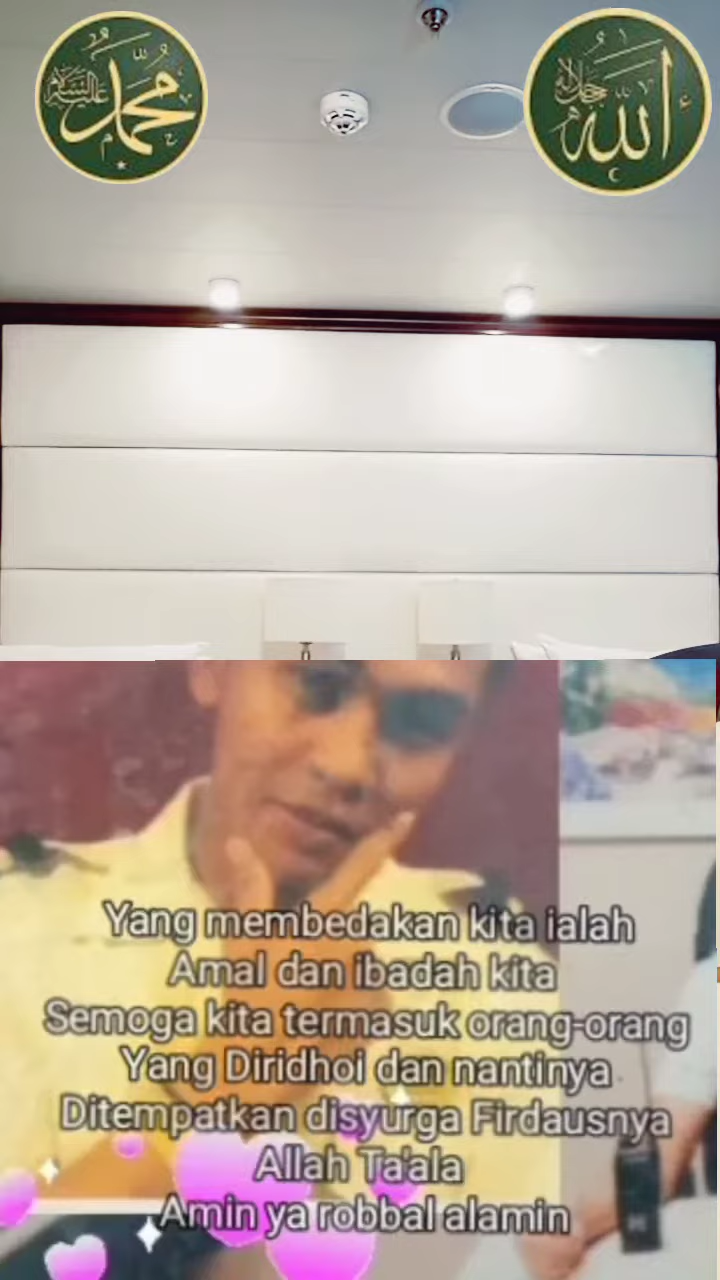 محمد عليه السلام
الله جل جلاله
Yang membedakan kita ialah
Amal dan ibadah kita
Semoga kita termasuk orang-orang
Yang Diridhoi dan nantinya
Ditempatkan disyurga Firdausnya
Allah Ta'ala
Amin ya robbal alamin